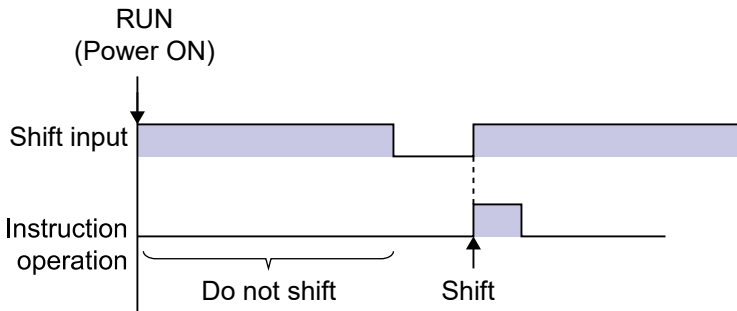 RUN
(Power ON)
Shift input
Instruction
operation
Do not shift
Shift